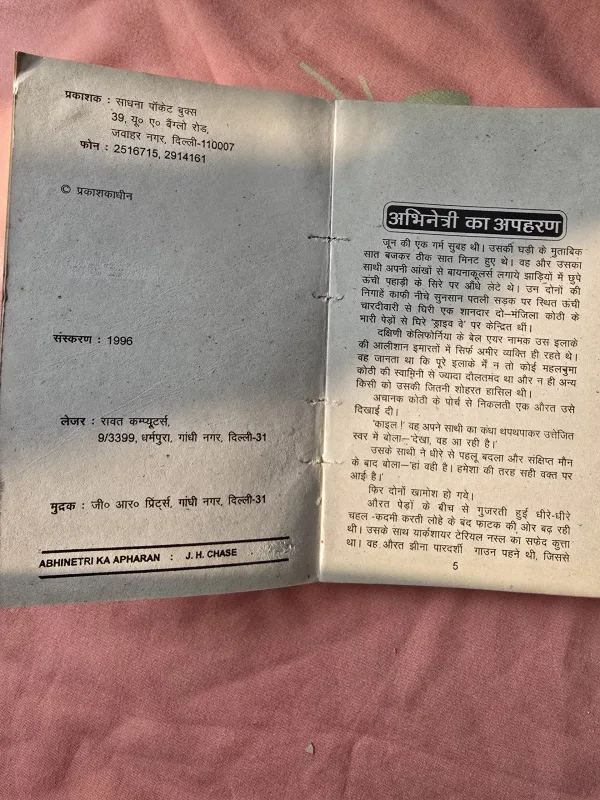 प्रकाशक : साधना पॉकेट बुक्स
39, यू० ए० बैंग्लो रोड,
जवाहर नगर, दिल्ली-110007
फोन : 2516715, 2914161
© प्रकाशकाधीन
संस्करण : 1996
लेजर : रावत कम्प्यूटर्स,
9/3399, धर्मपुरा, गांधी नगर, दिल्ली-31
मुद्रक : जी० आर० प्रिंटर्स, गांधी नगर, दिल्ली-31
ABHINETRI KA APHARAN : J. H. CHASE
अभिनेत्री का अपहरण
जून की एक गर्म सुबह थी। उसकी घड़ी के मुताबिक
सात बजकर ठीक सात मिनट हुए थे। वह और उसका
साथी अपनी आंखों से बायनाकूलर्स लगाये झाड़ियों में छुपे
ऊंची पहाड़ी के सिरे पर औंधे लेटे थे। उन दोनों की
निगाहें काफी नीचे सुनसान पतली सड़क पर स्थित ऊंची
चारदीवारी से घिरी एक शानदार दो-मंजिला कोठी के
भारी पेड़ों से घिरे 'ड्राइव वे' पर केन्द्रित थीं।
दक्षिणी केलिफोर्निया के बेल एयर नामक उस इलाके
की आलीशान इमारतों में सिर्फ अमीर व्यक्ति ही रहते थे।
वह जानता था कि पूरे इलाके में न तो कोई महलनुमा
कोठी की स्वामिनी से ज्यादा दौलतमंद था और न ही अन्य
किसी को उसकी जितनी शोहरत हासिल थी।
अचानक कोठी के पोर्च से निकलती एक औरत उसे
दिखाई दी।
'काइल !' वह अपने साथी का कंधा थपथपाकर उत्तेजित
स्वर में बोला-'देखा, वह आ रही है।'
उसके साथी ने धीरे से पहलू बदला और संक्षिप्त मौन
के बाद बोला-'हां वही है। हमेशा की तरह सही वक्त पर
आई है।'
फिर दोनों खामोश हो गये।
औरत पेड़ों के बीच से गुजरती हुई धीरे-धीरे
चहल -कदमी करती लोहे के बंद फाटक की ओर बढ़ रही
थी। उसके साथ यार्कशायर टेरियल नस्ल का सफेद कुत्ता
था। वह औरत झीना पारदर्शी गाउन पहने थी, जिससे
5